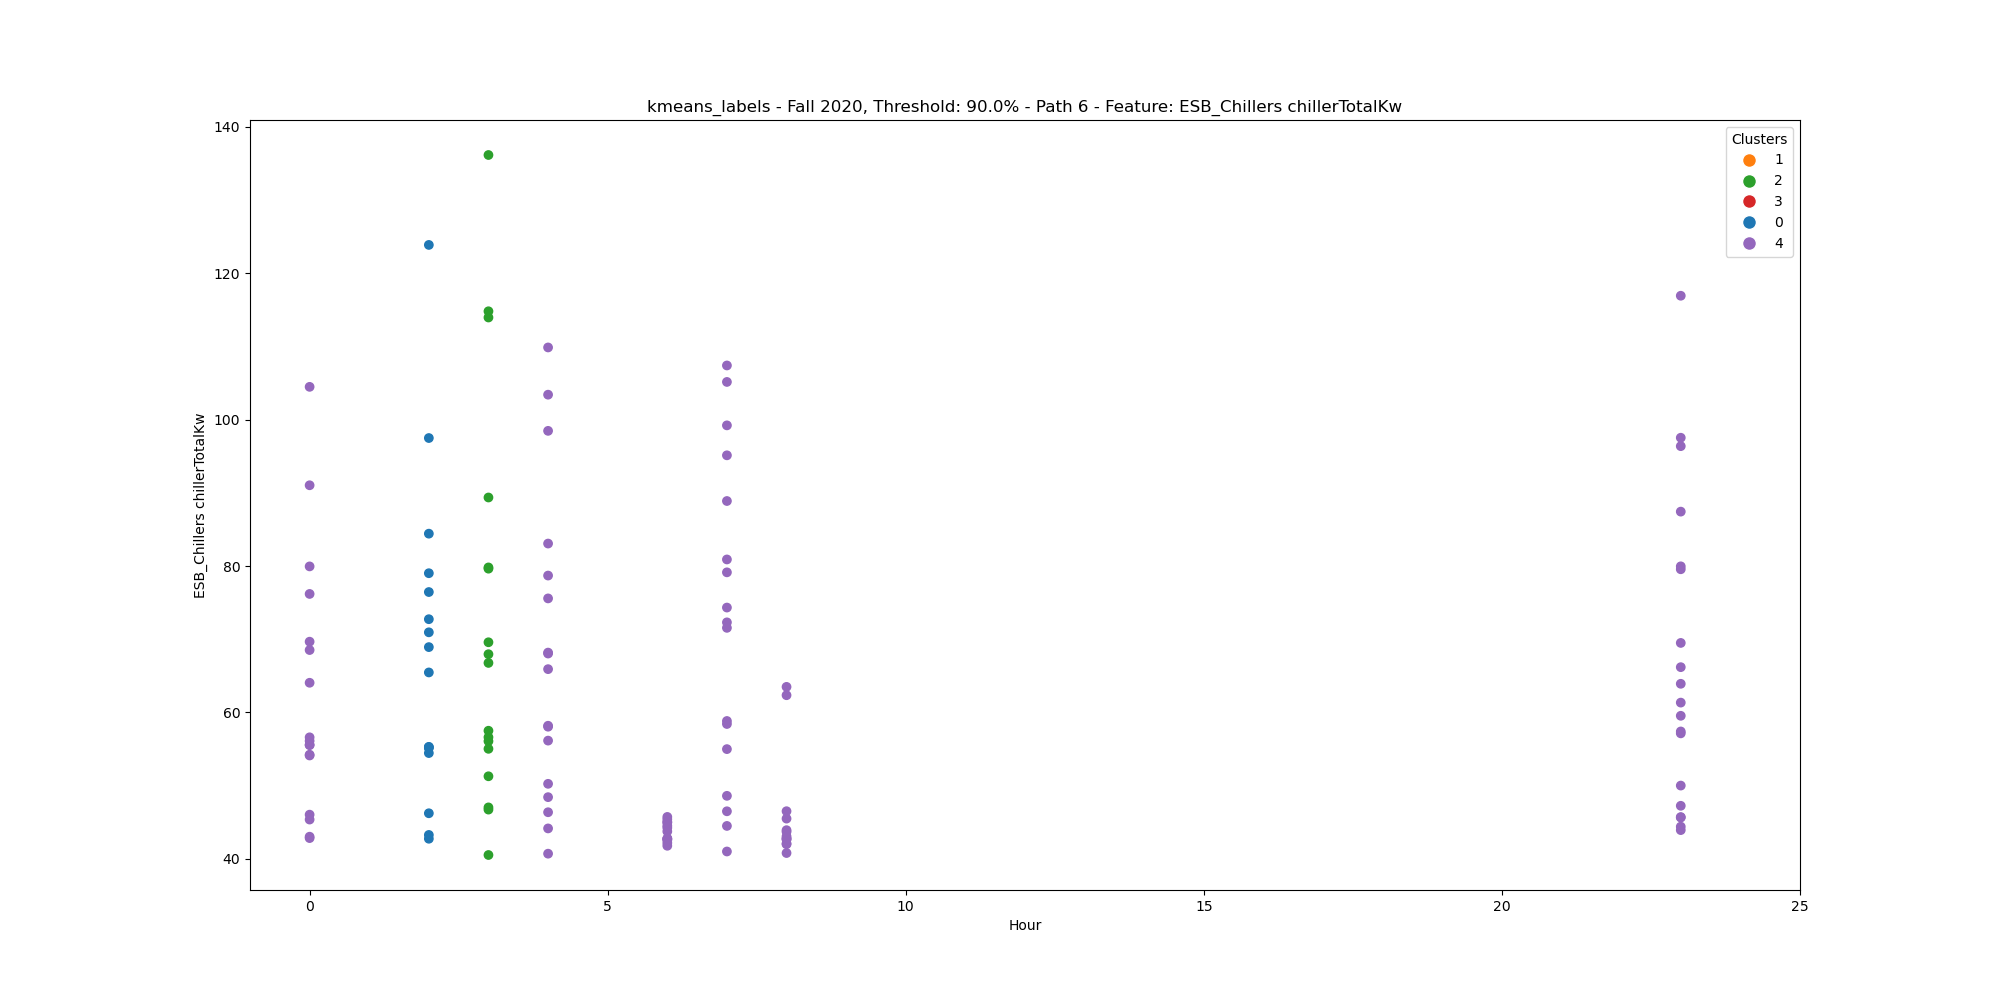 kmeans_labels - Fall 2020, Threshold: 90.0% - Path 6 - Feature: ESB_Chillers chillerTotalKw
Clusters
1
2
3
0
4
ESB_Chillers chillerTotalKw
140
120
100
80
60
40
0 5 10 15 20 25
Hour